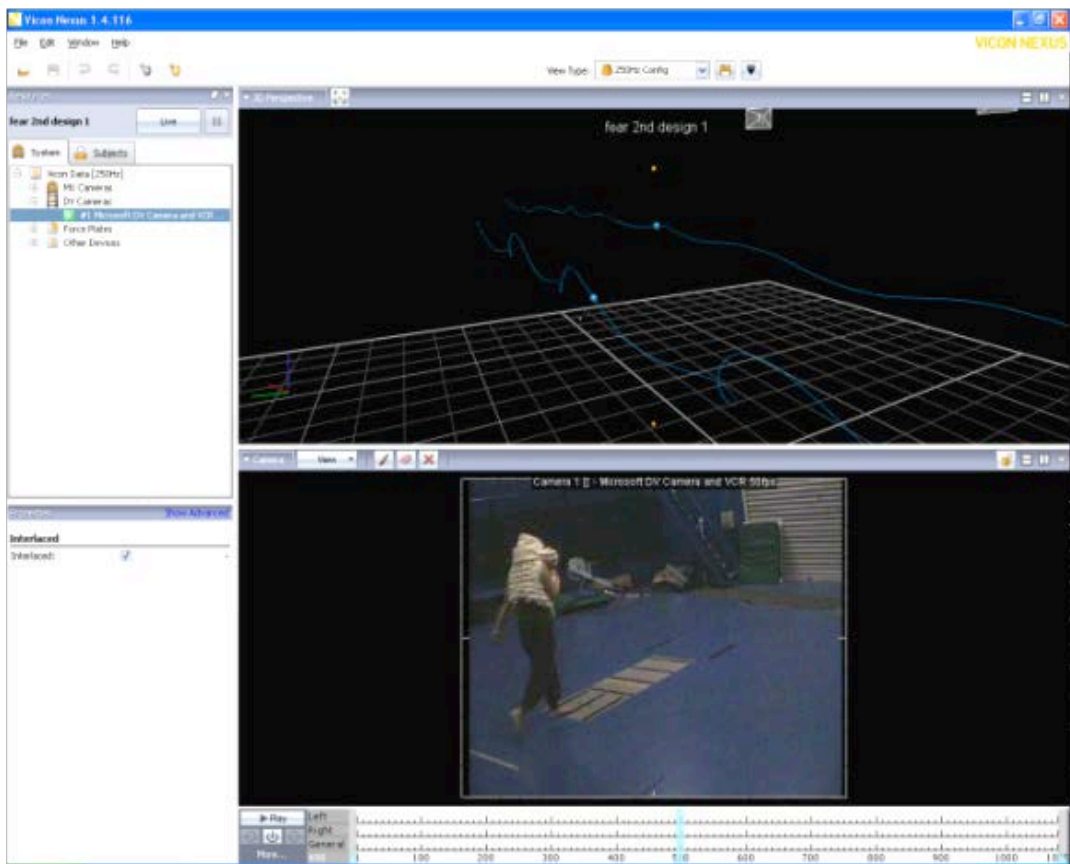 Vicon Nexus 1.4.116
File Edit Window Help
VICON NEXUS
View Type: 250Hz Config
3D Perspective
fear 2nd design 1
Live
fear 2nd design 1
System Subjects
Vicon Data [250Hz]
MX Cameras
DV Cameras
#1 Microsoft DV Camera and VCR
Force Plates
Other Devices
Camera View
Camera 1 [] - Microsoft DV Camera and VCR 50fps
Show Advanced
Interlaced
Interlaced:
Play
Left
Right
General
More...
100 200 300 400 500 600 700 800 900 1000